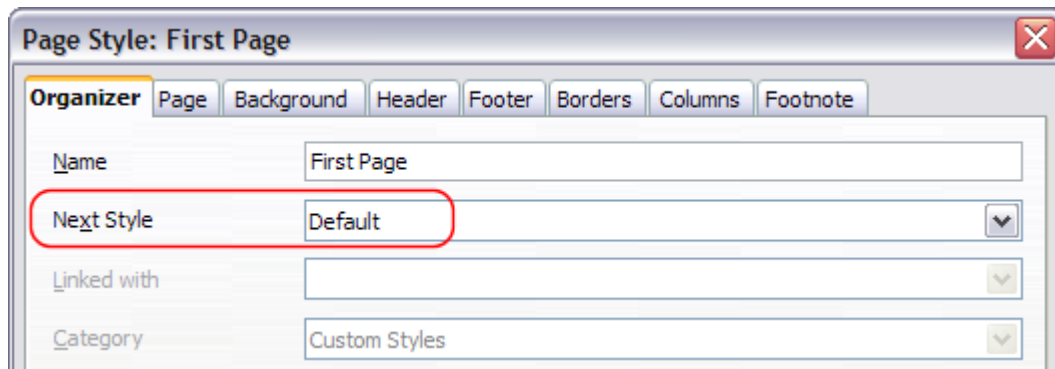 Page Style: First Page
Organizer Page Background Header Footer Borders Columns Footnote
Name First Page
Next Style Default
Linked with
Category Custom Styles